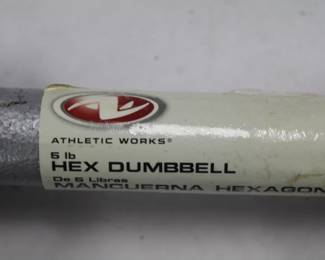 ATHLETIC WORKS®
5 lb
HEX DUMBBELL
De 5 Libras
MANCUERNA HEXAGON